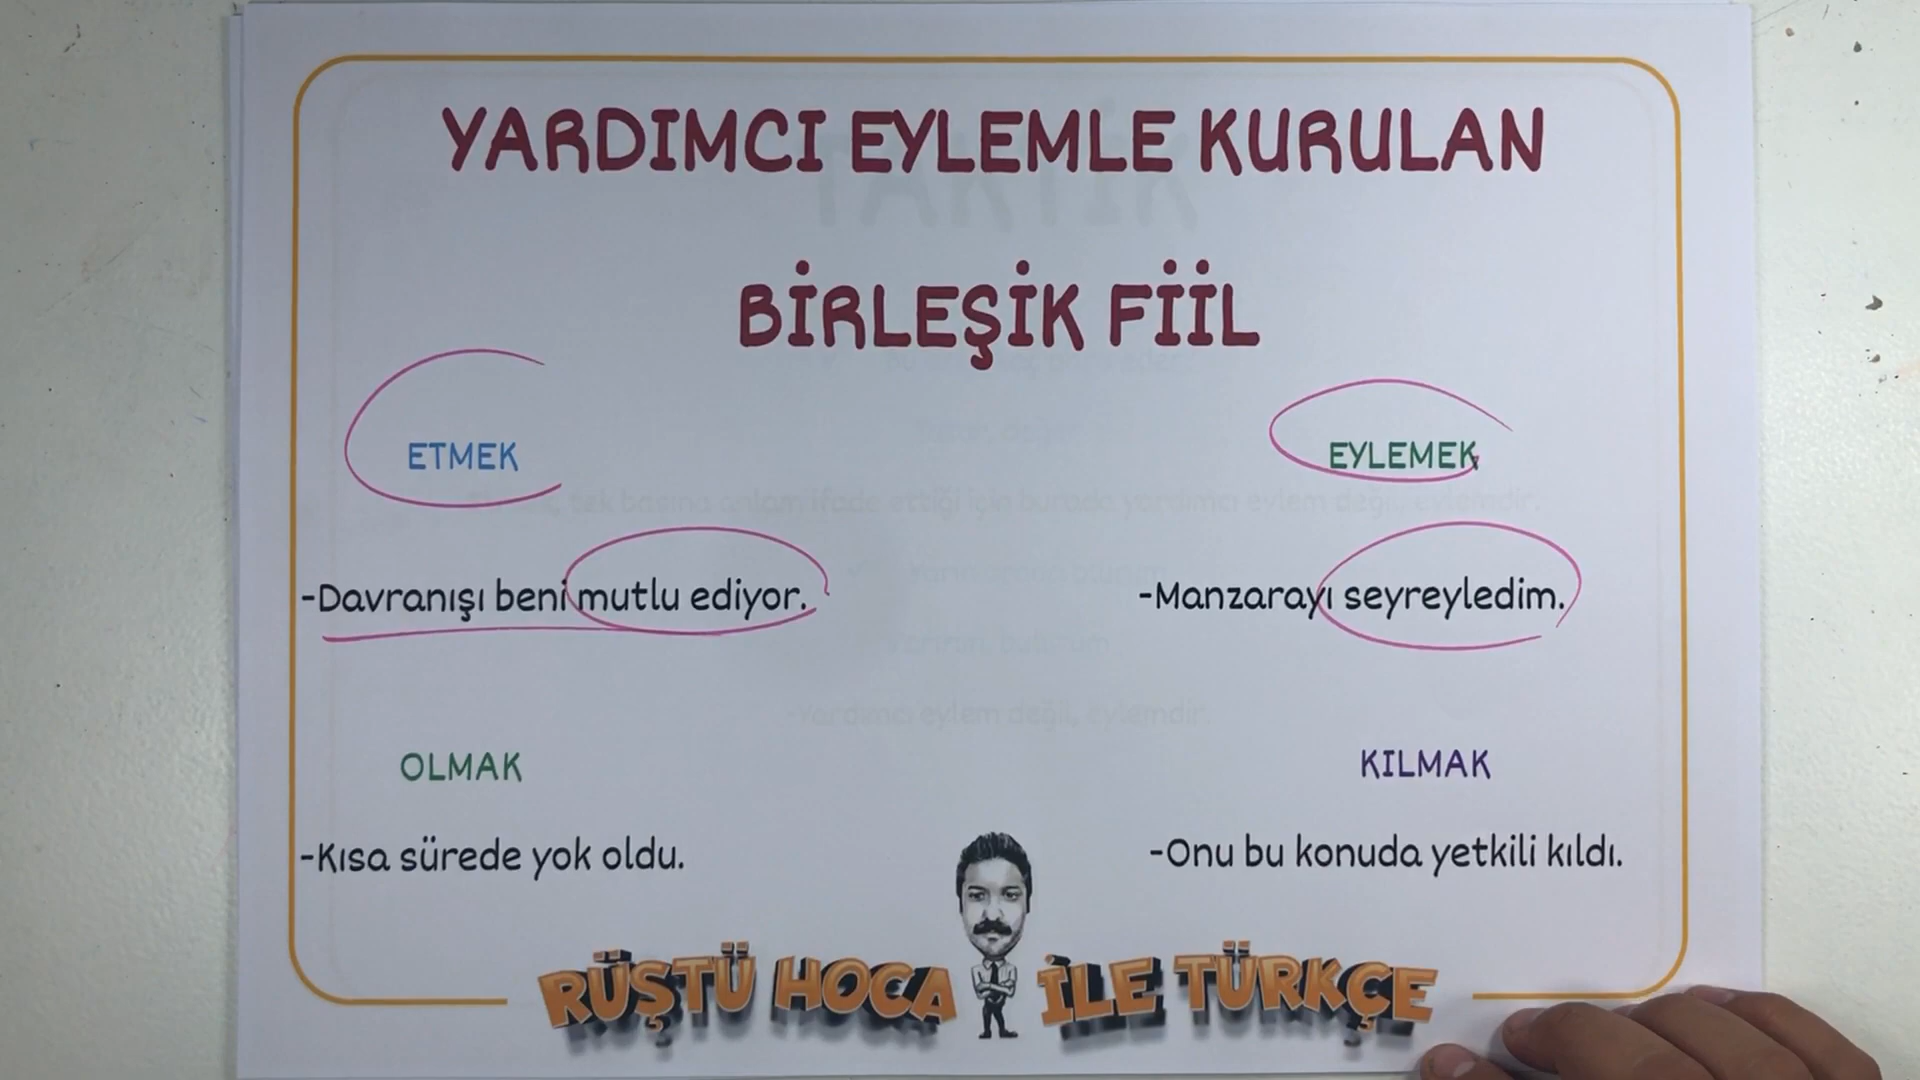 YARDIMCI EYLEMLE KURULAN
BİRLEŞİK FİİL
ETMEK
EYLEMEK
-Davranışı beni mutlu ediyor.
-Manzarayı seyreyledim.
OLMAK
KILMAK
-Kısa sürede yok oldu.
-Onu bu konuda yetkili kıldı.
RÜŞTÜ HOCA İLE TÜRKÇE